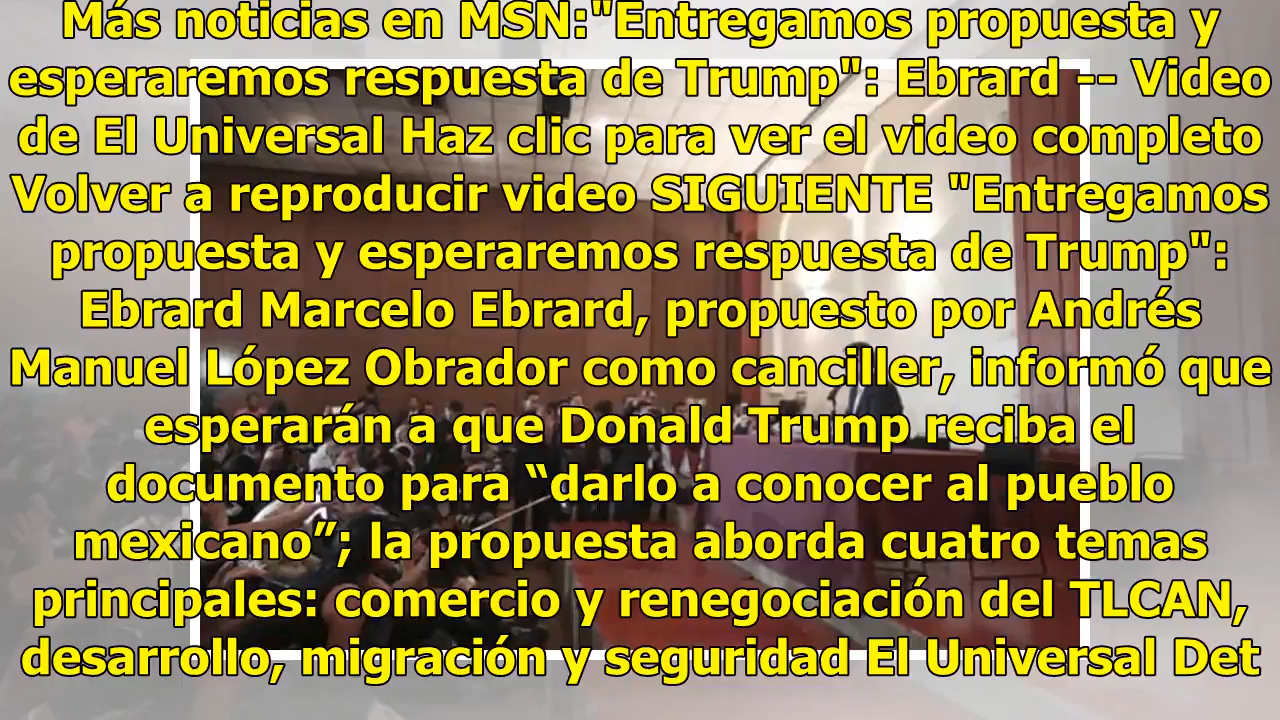 Más noticias en MSN:"Entregamos propuesta y
esperaremos respuesta de Trump": Ebrard -- Video
de El Universal Haz clic para ver el video completo
Volver a reproducir video SIGUIENTE "Entregamos
propuesta y esperaremos respuesta de Trump":
Ebrard Marcelo Ebrard, propuesto por Andrés
Manuel López Obrador como canciller, informó que
esperarán a que Donald Trump reciba el
documento para “darlo a conocer al pueblo
mexicano”; la propuesta aborda cuatro temas
principales: comercio y renegociación del TLCAN,
desarrollo, migración y seguridad El Universal Det